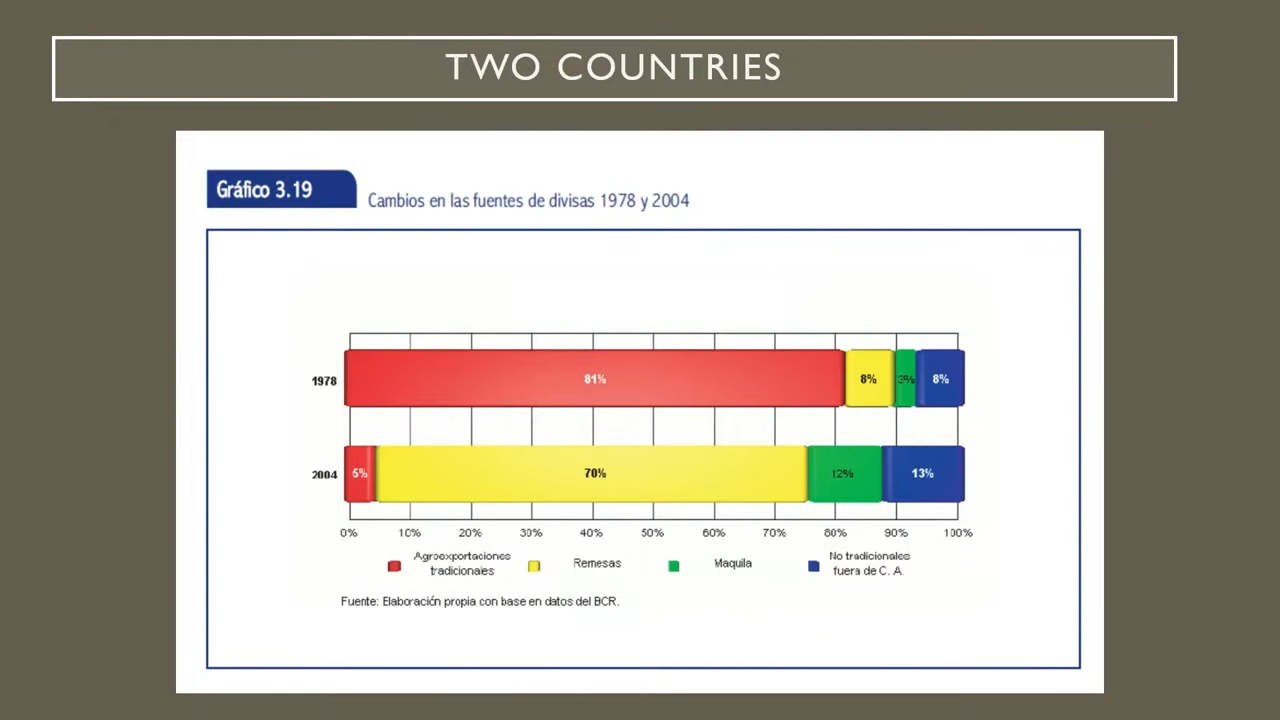 TWO COUNTRIES
Gráfico 3.19
Cambios en las fuentes de divisas 1978 y 2004
1978
81%
8%
3%
8%
2004
5%
70%
12%
13%
0% 10% 20% 30% 40% 50% 60% 70% 80% 90% 100%
Agroexportaciones
tradicionales
Remesas
Maquila
No tradicionales
fuera de C. A.
Fuente: Elaboración propia con base en datos del BCR.